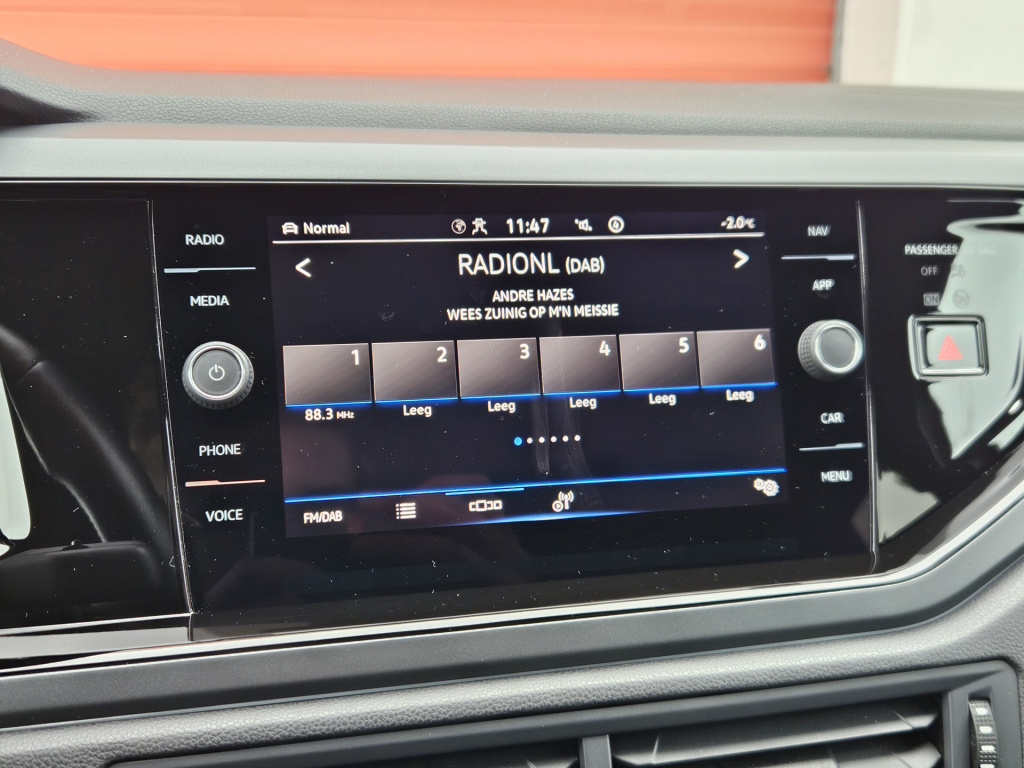 RADIO
MEDIA
PHONE
VOICE
Normal
11:47
-2.0°C
< RADIONL (DAB) >
ANDRE HAZES
WEES ZUINIG OP M'N MEISSIE
1 2 3 4 5 6
88.3 MHz Leeg Leeg Leeg Leeg Leeg
FM/DAB
NAV
APP
CAR
MENU
PASSENGER AIR BAG
OFF
ON